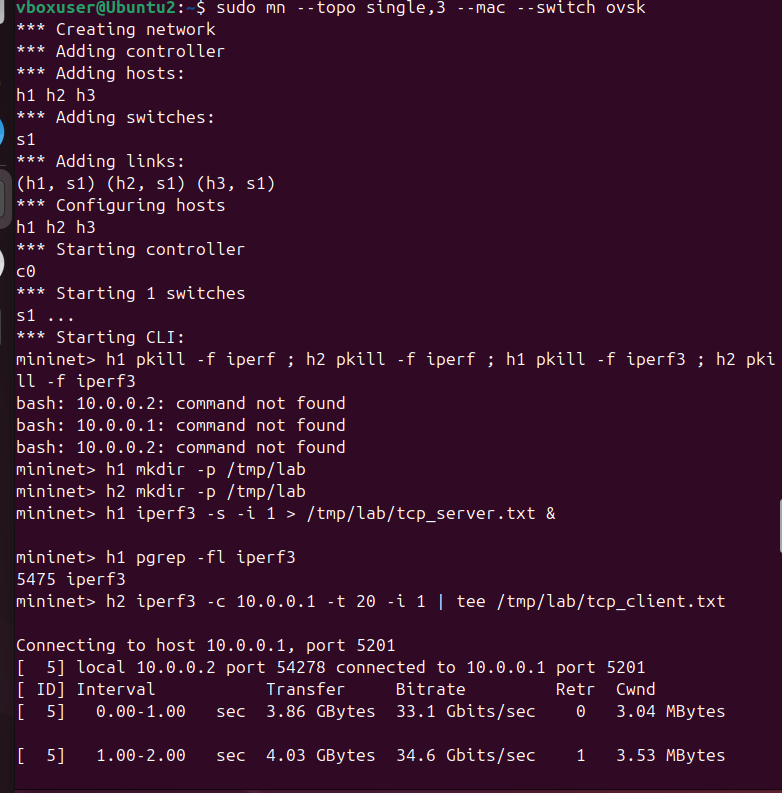 vboxuser@Ubuntu2:~$ sudo mn --topo single,3 --mac --switch ovsk
*** Creating network
*** Adding controller
*** Adding hosts:
h1 h2 h3
*** Adding switches:
s1
*** Adding links:
(h1, s1) (h2, s1) (h3, s1)
*** Configuring hosts
h1 h2 h3
*** Starting controller
c0
*** Starting 1 switches
s1 ...
*** Starting CLI:
mininet> h1 pkill -f iperf ; h2 pkill -f iperf ; h1 pkill -f iperf3 ; h2 pki
ll -f iperf3
bash: 10.0.0.2: command not found
bash: 10.0.0.1: command not found
bash: 10.0.0.2: command not found
mininet> h1 mkdir -p /tmp/lab
mininet> h2 mkdir -p /tmp/lab
mininet> h1 iperf3 -s -i 1 > /tmp/lab/tcp_server.txt &
mininet> h1 pgrep -fl iperf3
5475 iperf3
mininet> h2 iperf3 -c 10.0.0.1 -t 20 -i 1 | tee /tmp/lab/tcp_client.txt
Connecting to host 10.0.0.1, port 5201
[  5] local 10.0.0.2 port 54278 connected to 10.0.0.1 port 5201
[ ID] Interval           Transfer     Bitrate         Retr  Cwnd
[  5]   0.00-1.00   sec  3.86 GBytes  33.1 Gbits/sec    0   3.04 MBytes
[  5]   1.00-2.00   sec  4.03 GBytes  34.6 Gbits/sec    1   3.53 MBytes